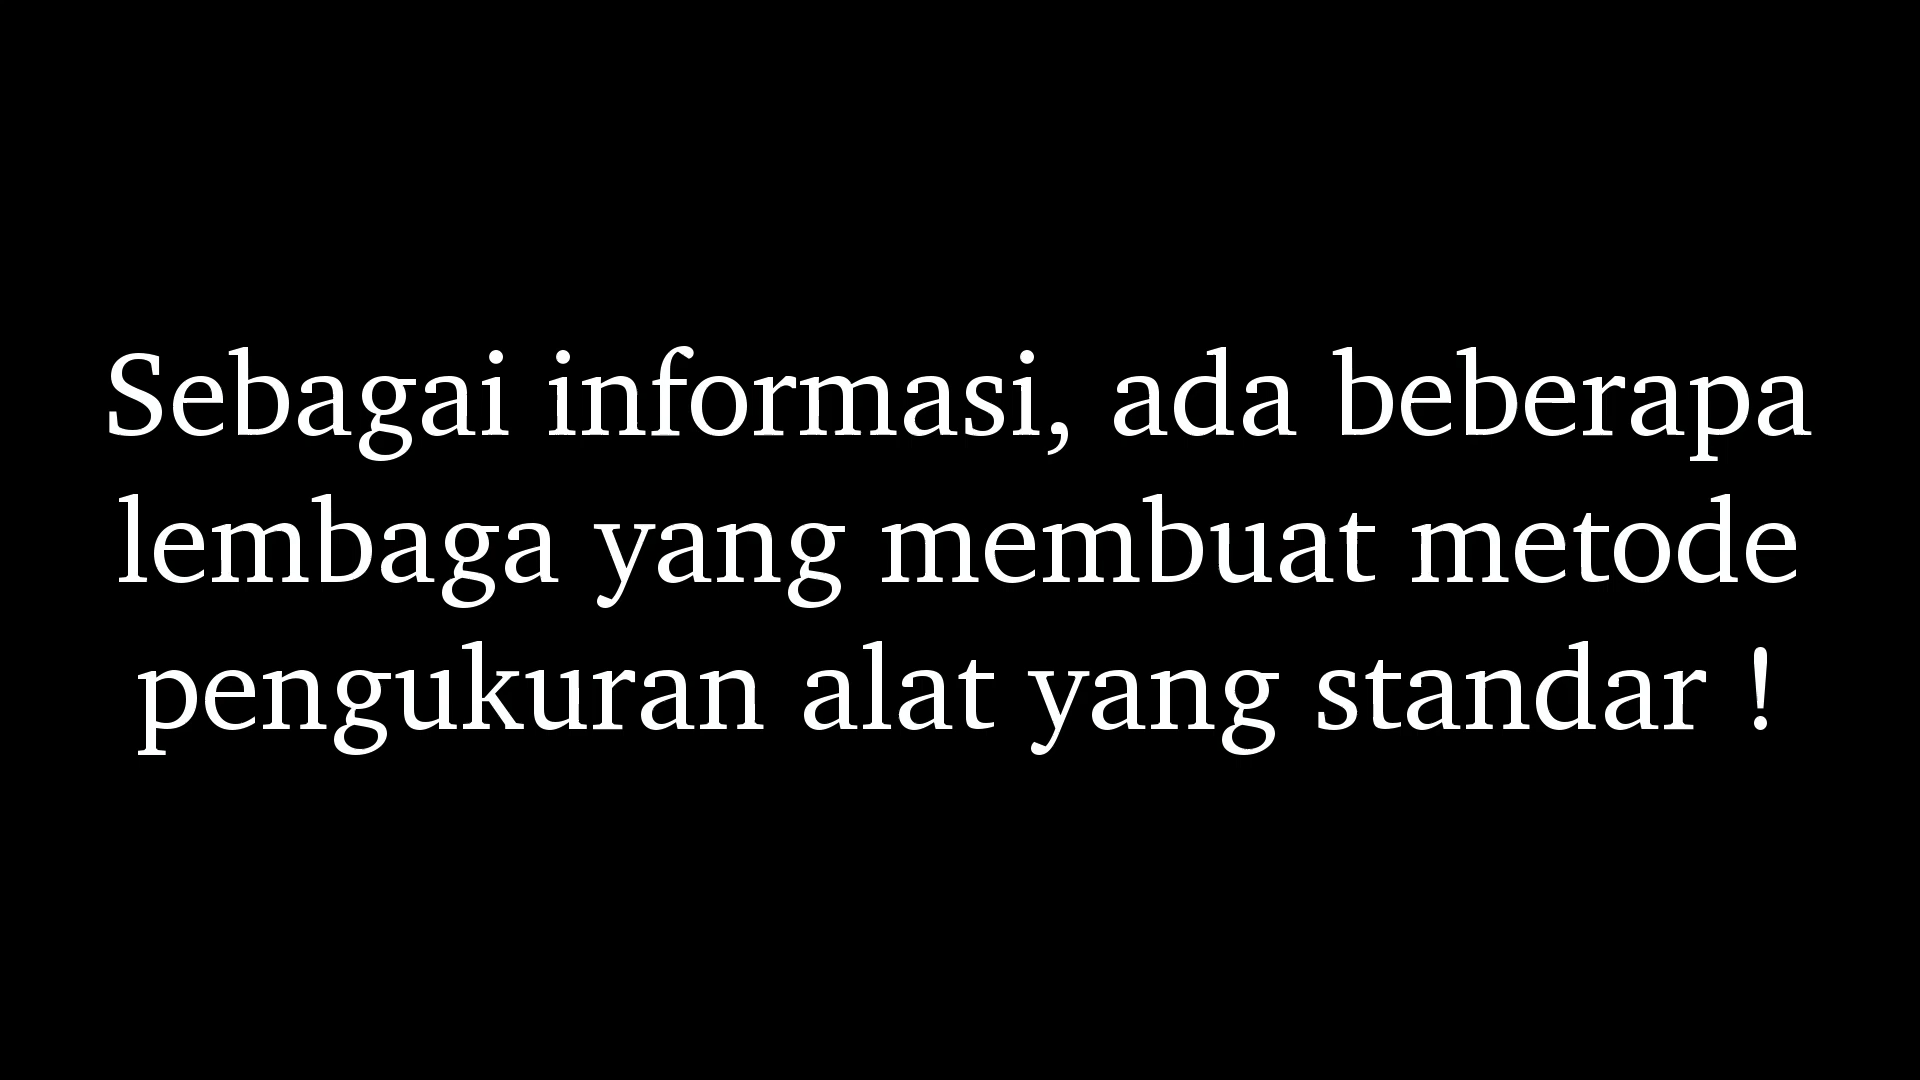 Sebagai informasi, ada beberapa
lembaga yang membuat metode
pengukuran alat yang standar !